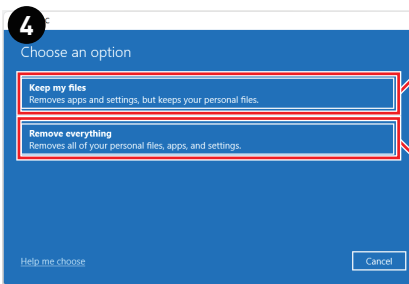 4
Choose an option
Keep my files
Removes apps and settings, but keeps your personal files.
Remove everything
Removes all of your personal files, apps, and settings.
Help me choose
Cancel